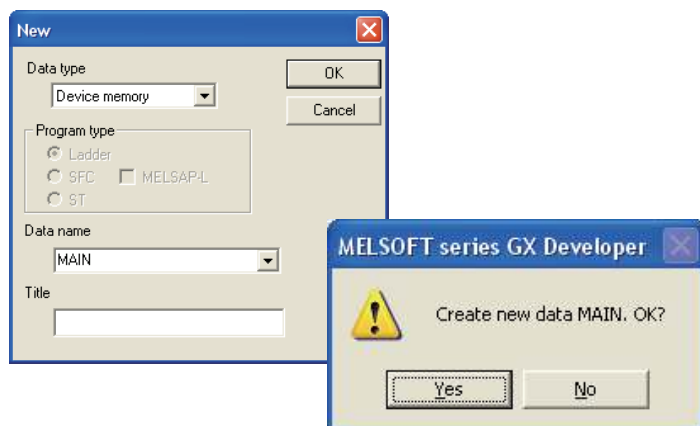 New
Data type
OK
Device memory
Cancel
Program type
Ladder
SFC MELSAP-L
ST
Data name
MAIN
Title
MELSOFT series GX Developer
Create new data MAIN. OK?
Yes No